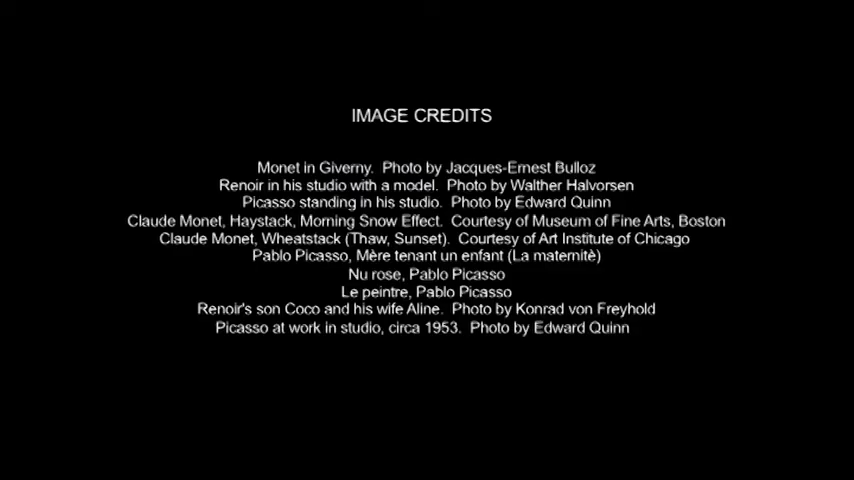 IMAGE CREDITS
Monet in Giverny. Photo by Jacques-Ernest Bulloz
Renoir in his studio with a model. Photo by Walther Halvorsen
Picasso standing in his studio. Photo by Edward Quinn
Claude Monet, Haystack, Morning Snow Effect. Courtesy of Museum of Fine Arts, Boston
Claude Monet, Wheatstack (Thaw, Sunset). Courtesy of Art Institute of Chicago
Pablo Picasso, Mère tenant un enfant (La maternitè)
Nu rose, Pablo Picasso
Le peintre, Pablo Picasso
Renoir's son Coco and his wife Aline. Photo by Konrad von Freyhold
Picasso at work in studio, circa 1953. Photo by Edward Quinn